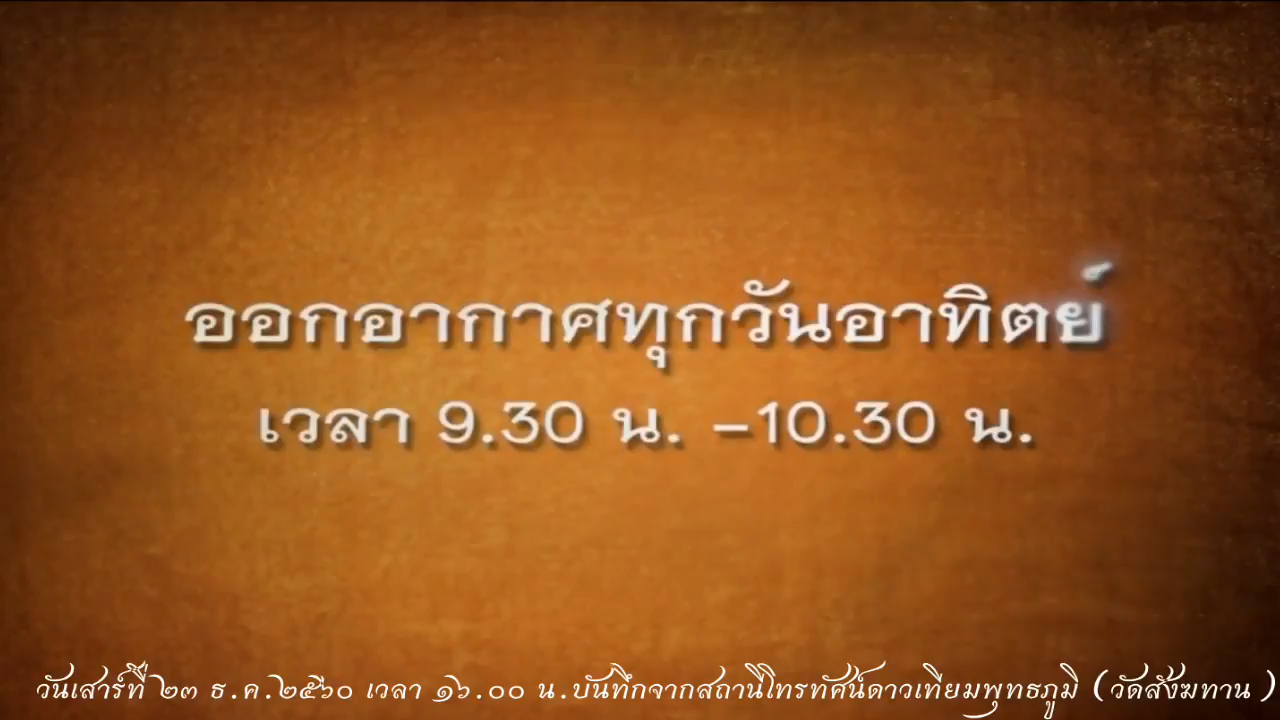 ออกอากาศทุกวันอาทิตย์
เวลา 9.30 น. -10.30 น.
วันเสาร์ที่ ๒๓ ธ.ค.๒๕๖๐ เวลา ๑๖.๐๐ น.บันทึกจากสถานีโทรทัศน์ดาวเทียมพุทธภูมิ (วัดสังฆทาน )